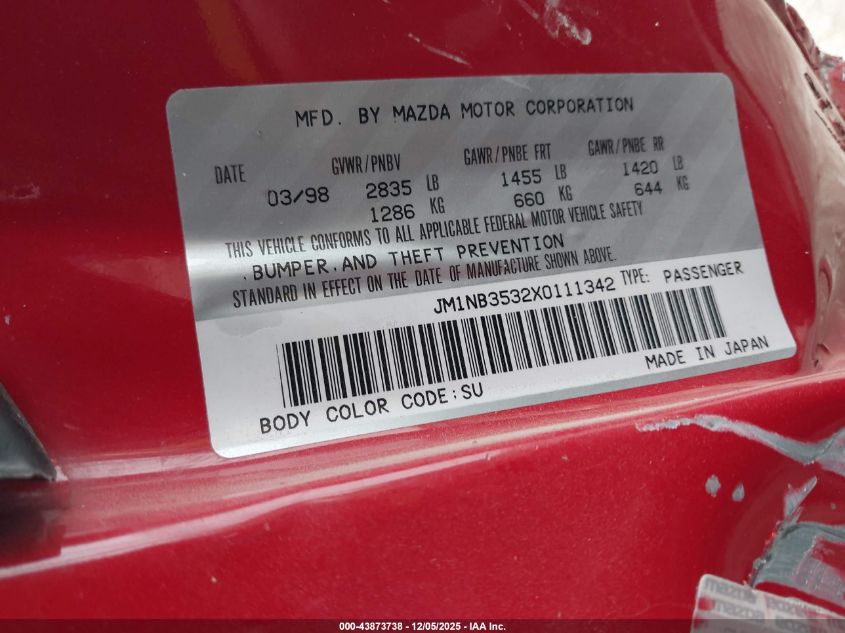 MFD. BY MAZDA MOTOR CORPORATION
DATE GVWR/PNBV GAWR/PNBE FRT GAWR/PNBE RR
03/98 2835 LB 1455 LB 1420 LB
1286 KG 660 KG 644 KG
THIS VEHICLE CONFORMS TO ALL APPLICABLE FEDERAL MOTOR VEHICLE SAFETY
,BUMPER,AND THEFT PREVENTION
STANDARD IN EFFECT ON THE DATE OF MANUFACTURE SHOWN ABOVE.
JM1NB3532X0111342 TYPE: PASSENGER
MADE IN JAPAN
BODY COLOR CODE:SU
mazda
000-43873738 - 12/05/2025 - IAA Inc.